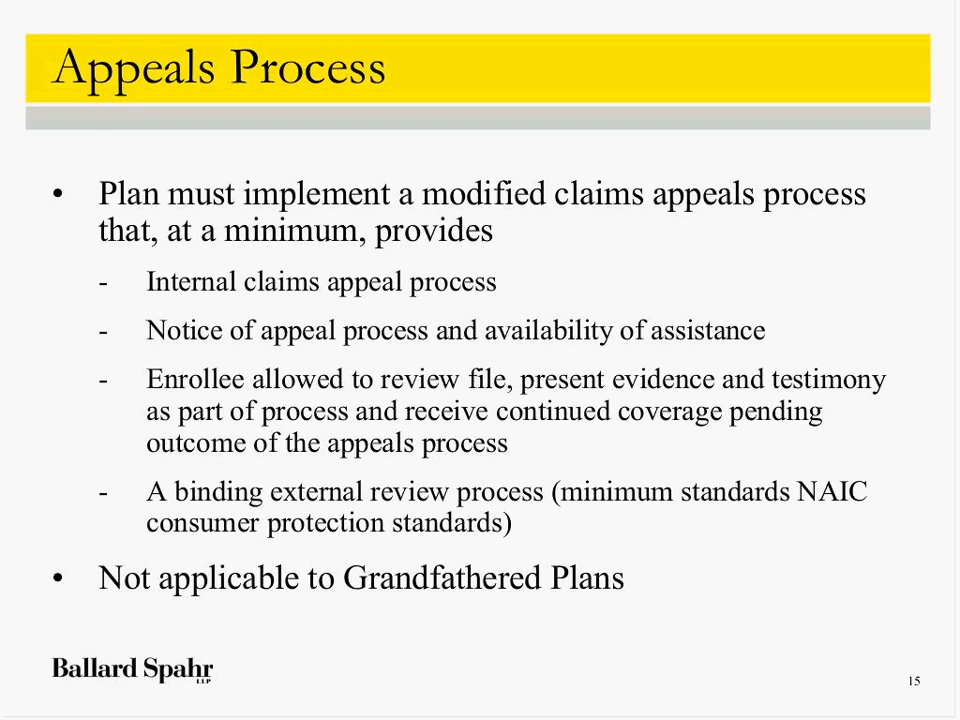 Appeals Process
• Plan must implement a modified claims appeals process
that, at a minimum, provides
- Internal claims appeal process
- Notice of appeal process and availability of assistance
- Enrollee allowed to review file, present evidence and testimony
as part of process and receive continued coverage pending
outcome of the appeals process
- A binding external review process (minimum standards NAIC
consumer protection standards)
• Not applicable to Grandfathered Plans
Ballard Spahr
LLP
15